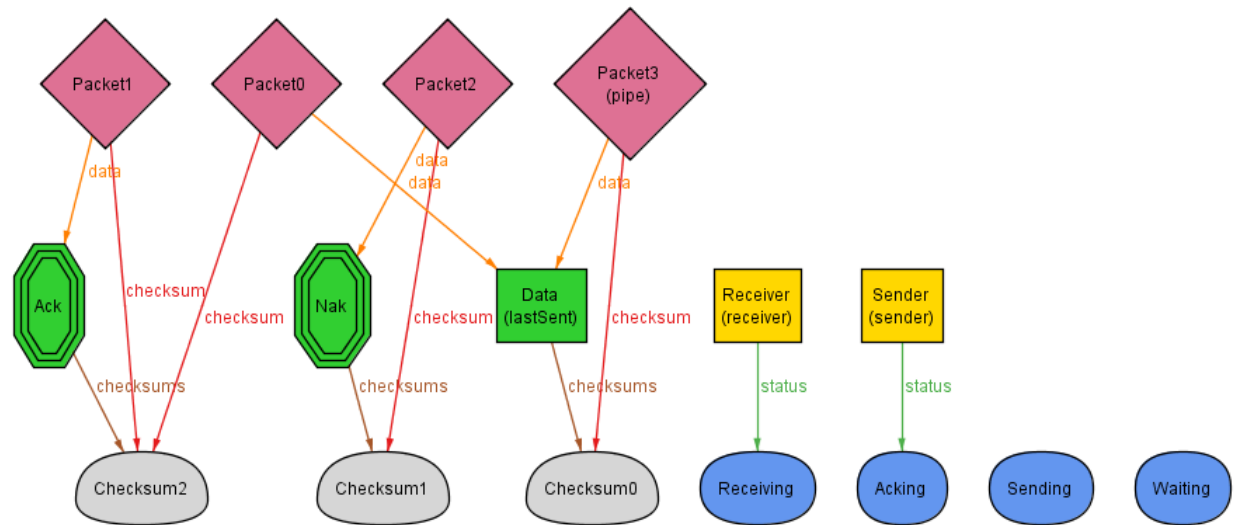 Packet1
Packet0
Packet2
Packet3
(pipe)
data
data
data
data
Ack
Nak
Data
(lastSent)
Receiver
(receiver)
Sender
(sender)
checksum
checksum
checksum
checksum
checksums
checksums
checksums
status
status
Checksum2
Checksum1
Checksum0
Receiving
Acking
Sending
Waiting